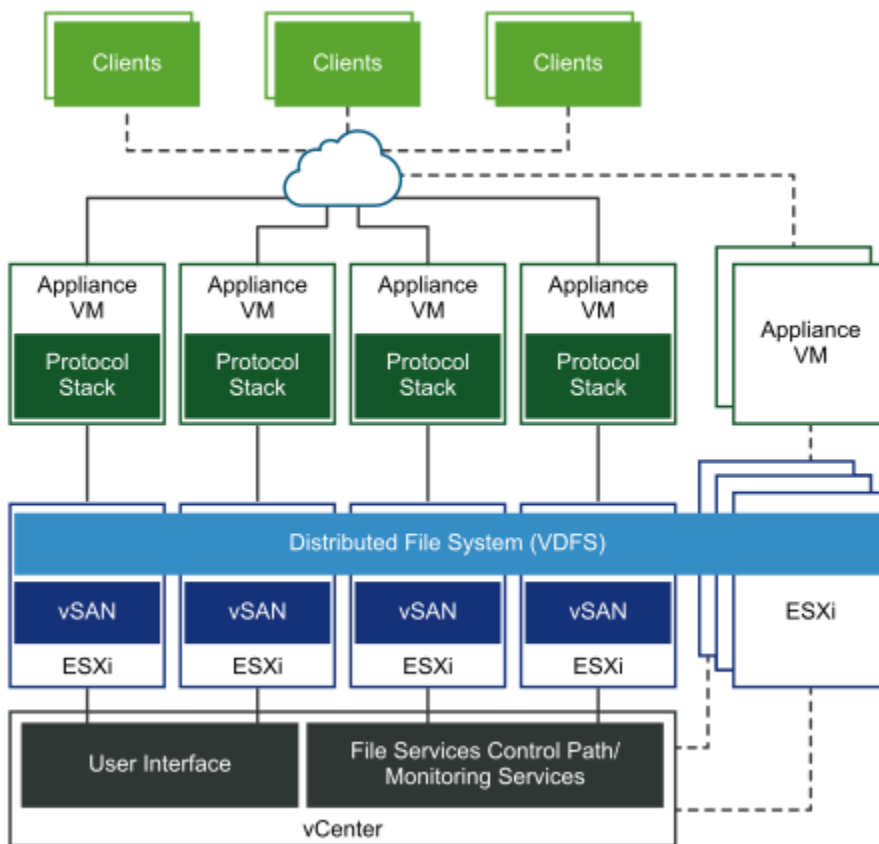 Clients
Clients
Clients
Appliance
VM
Protocol
Stack
Appliance
VM
Protocol
Stack
Appliance
VM
Protocol
Stack
Appliance
VM
Protocol
Stack
Appliance
VM
Distributed File System (VDFS)
vSAN
ESXi
vSAN
ESXi
vSAN
ESXi
vSAN
ESXi
ESXi
User Interface
File Services Control Path/
Monitoring Services
vCenter